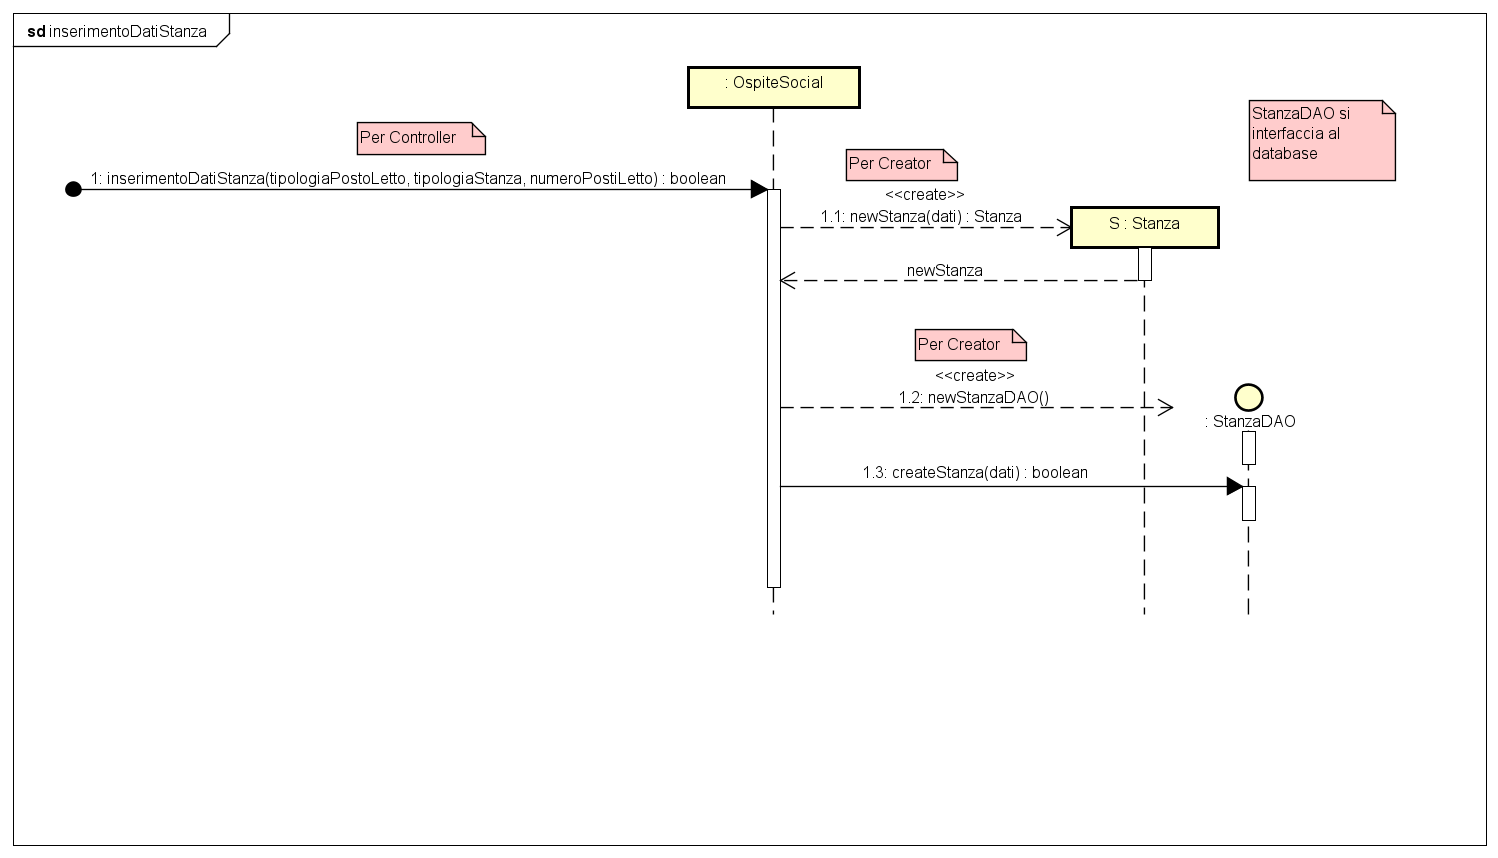 sd inserimentoDatiStanza
: OspiteSocial
StanzaDAO si
interfaccia al
database
Per Controller
Per Creator
1: inserimentoDatiStanza(tipologiaPostoLetto, tipologiaStanza, numeroPostiLetto) : boolean
<<create>>
1.1: newStanza(dati) : Stanza
S : Stanza
newStanza
Per Creator
<<create>>
1.2: newStanzaDAO()
: StanzaDAO
1.3: createStanza(dati) : boolean